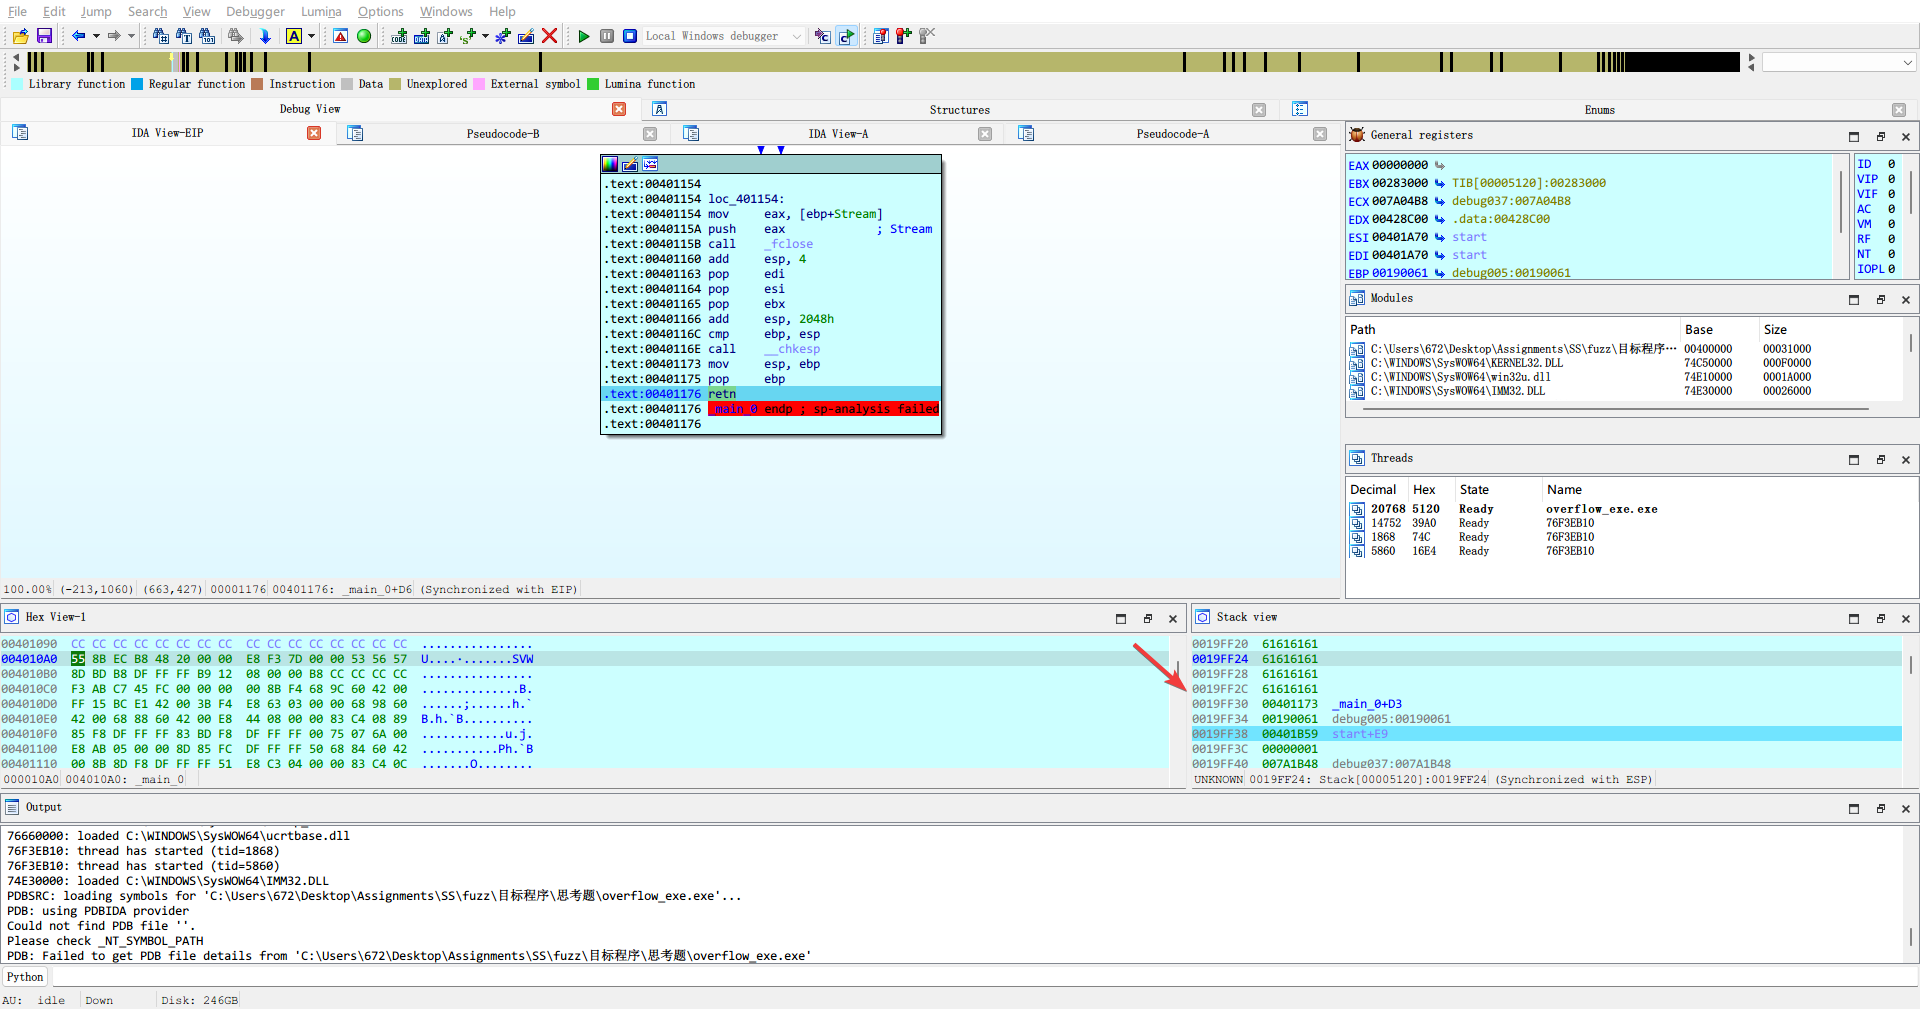 File Edit Jump Search View Debugger Lumina Options Windows Help
Local Windows debugger
Library function Regular function Instruction Data Unexplored External symbol Lumina function
Debug View Structures Enums
IDA View-EIP Pseudocode-B IDA View-A Pseudocode-A
.text:00401154
.text:00401154 loc_401154:
.text:00401154 mov eax, [ebp+Stream]
.text:0040115A push eax ; Stream
.text:0040115B call _fclose
.text:00401160 add esp, 4
.text:00401163 pop edi
.text:00401164 pop esi
.text:00401165 pop ebx
.text:00401166 add esp, 2048h
.text:0040116C cmp ebp, esp
.text:0040116E call __chkesp
.text:00401173 mov esp, ebp
.text:00401175 pop ebp
.text:00401176 retn
.text:00401176 _main_0 endp ; sp-analysis failed
.text:00401176
100.00% (-213,1060) (663,427) 00001176 00401176: _main_0+D6 (Synchronized with EIP)
General registers
EAX 00000000
EBX 00283000 TIB[00005120]:00283000
ECX 007A04B8 debug037:007A04B8
EDX 00428C00 .data:00428C00
ESI 00401A70 start
EDI 00401A70 start
EBP 00190061 debug005:00190061
ID 0
VIP 0
VIF 0
AC 0
VM 0
RF 0
NT 0
IOPL 0
Modules
Path Base Size
C:\Users\672\Desktop\Assignments\SS\fuzz\目标程序… 00400000 00031000
C:\WINDOWS\SysWOW64\KERNEL32.DLL 74C50000 000F0000
C:\WINDOWS\SysWOW64\win32u.dll 74E10000 0001A000
C:\WINDOWS\SysWOW64\IMM32.DLL 74E30000 00026000
Threads
Decimal Hex State Name
20768 5120 Ready overflow_exe.exe
14752 39A0 Ready 76F3EB10
1868 74C Ready 76F3EB10
5860 16E4 Ready 76F3EB10
Hex View-1
00401090 CC CC CC CC CC CC CC CC CC CC CC CC CC CC CC CC ................
004010A0 55 8B EC B8 48 20 00 00 E8 F3 7D 00 00 53 56 57 U....·.......SVW
004010B0 8D BD B8 DF FF FF B9 12 08 00 00 B8 CC CC CC CC ................
004010C0 F3 AB C7 45 FC 00 00 00 00 8B F4 68 9C 60 42 00 ..............B.
004010D0 FF 15 BC E1 42 00 3B F4 E8 63 03 00 00 68 98 60 ......;......h.`
004010E0 42 00 68 88 60 42 00 E8 44 08 00 00 83 C4 08 89 B.h.`B..........
004010F0 85 F8 DF FF FF 83 BD F8 DF FF FF 00 75 07 6A 00 ............u.j.
00401100 E8 AB 05 00 00 8D 85 FC DF FF FF 50 68 84 60 42 ...........Ph.`B
00401110 00 8B 8D F8 DF FF FF 51 E8 C3 04 00 00 83 C4 0C .......Q........
000010A0 004010A0: _main_0
Stack view
0019FF20 61616161
0019FF24 61616161
0019FF28 61616161
0019FF2C 61616161
0019FF30 00401173 _main_0+D3
0019FF34 00190061 debug005:00190061
0019FF38 00401B59 start+E9
0019FF3C 00000001
0019FF40 007A1B48 debug037:007A1B48
UNKNOWN 0019FF24: Stack[00005120]:0019FF24 (Synchronized with ESP)
Output
76660000: loaded C:\WINDOWS\SysWOW64\ucrtbase.dll
76F3EB10: thread has started (tid=1868)
76F3EB10: thread has started (tid=5860)
74E30000: loaded C:\WINDOWS\SysWOW64\IMM32.DLL
PDBSRC: loading symbols for 'C:\Users\672\Desktop\Assignments\SS\fuzz\目标程序\思考题\overflow_exe.exe'...
PDB: using PDBIDA provider
Could not find PDB file ''.
Please check _NT_SYMBOL_PATH
PDB: Failed to get PDB file details from 'C:\Users\672\Desktop\Assignments\SS\fuzz\目标程序\思考题\overflow_exe.exe'
Python
AU: idle Down Disk: 246GB